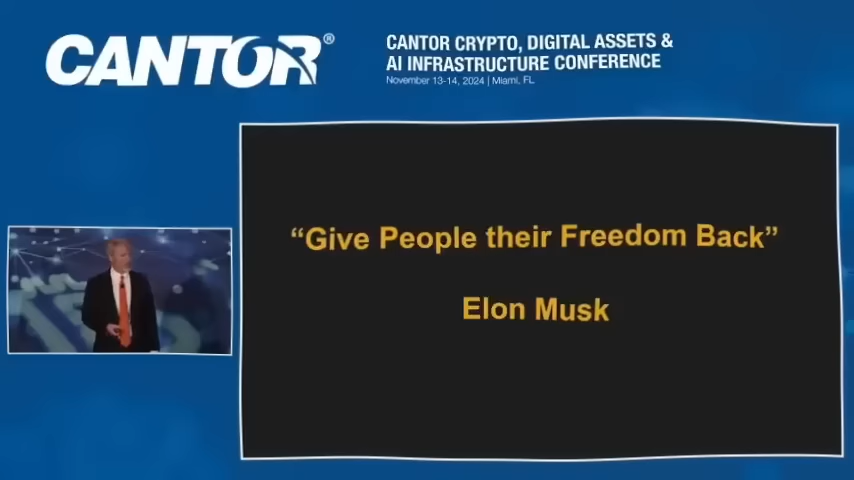 CANTOR®
CANTOR CRYPTO, DIGITAL ASSETS &
AI INFRASTRUCTURE CONFERENCE
November 13-14, 2024 | Miami, FL
“Give People their Freedom Back”
Elon Musk